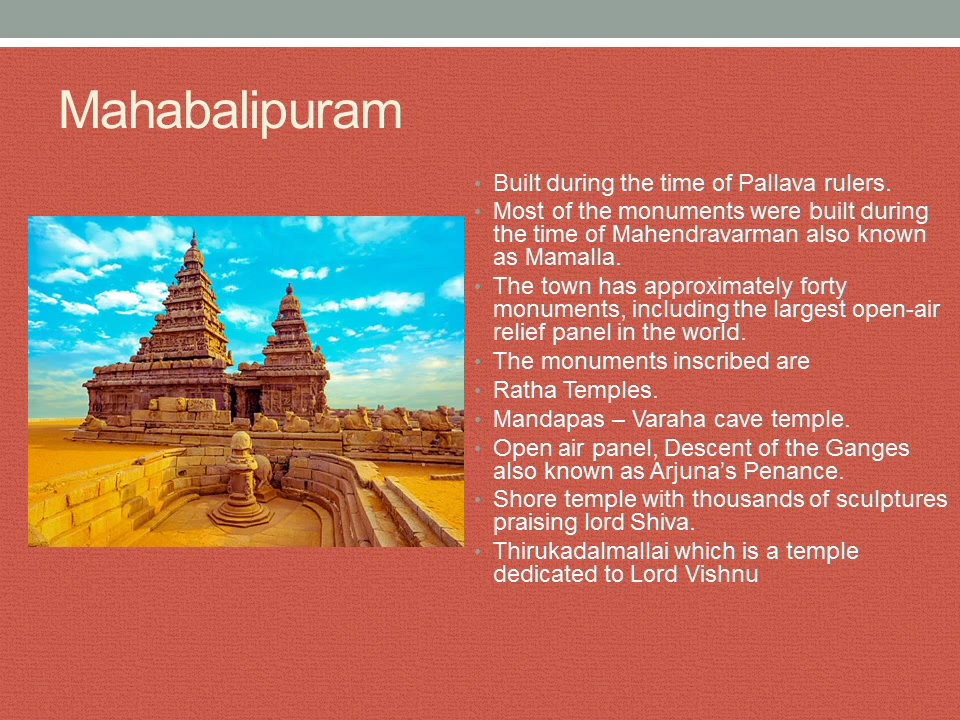 Mahabalipuram
• Built during the time of Pallava rulers.
• Most of the monuments were built during
the time of Mahendravarman also known
as Mamalla.
• The town has approximately forty
monuments, including the largest open-air
relief panel in the world.
• The monuments inscribed are
• Ratha Temples.
• Mandapas – Varaha cave temple.
• Open air panel, Descent of the Ganges
also known as Arjuna’s Penance.
• Shore temple with thousands of sculptures
praising lord Shiva.
• Thirukadalmallai which is a temple
dedicated to Lord Vishnu